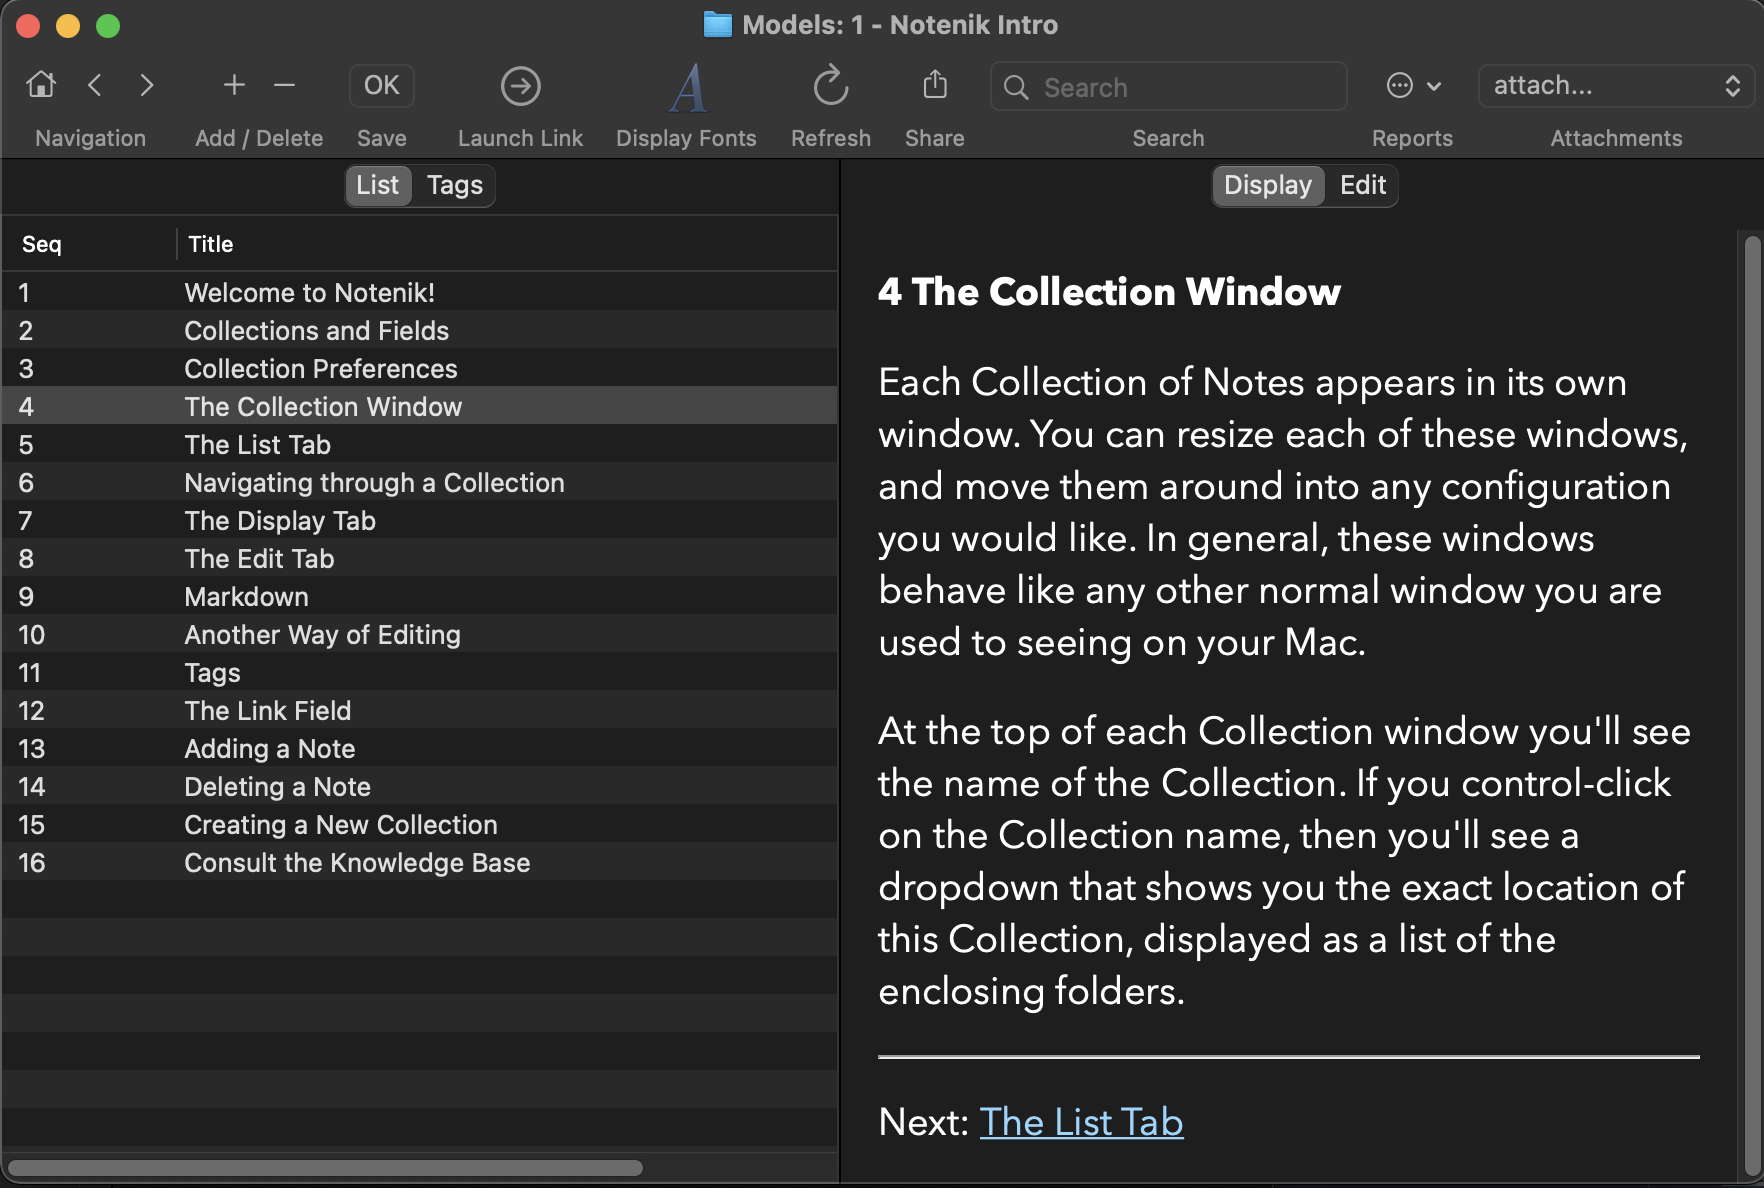 Models: 1 - Notenik Intro
OK
Search
attach...
Navigation
Add / Delete
Save
Launch Link
Display Fonts
Refresh
Share
Search
Reports
Attachments
List Tags
Seq Title
1 Welcome to Notenik!
2 Collections and Fields
3 Collection Preferences
4 The Collection Window
5 The List Tab
6 Navigating through a Collection
7 The Display Tab
8 The Edit Tab
9 Markdown
10 Another Way of Editing
11 Tags
12 The Link Field
13 Adding a Note
14 Deleting a Note
15 Creating a New Collection
16 Consult the Knowledge Base
Display Edit
4 The Collection Window
Each Collection of Notes appears in its own
window. You can resize each of these windows,
and move them around into any configuration
you would like. In general, these windows
behave like any other normal window you are
used to seeing on your Mac.
At the top of each Collection window you'll see
the name of the Collection. If you control-click
on the Collection name, then you'll see a
dropdown that shows you the exact location of
this Collection, displayed as a list of the
enclosing folders.
Next: The List Tab